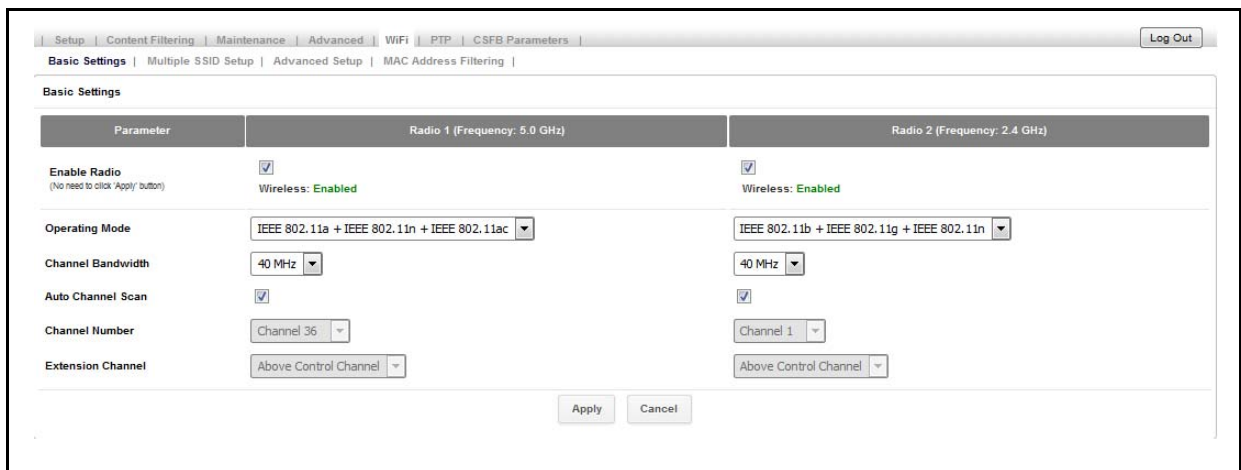 | Setup | Content Filtering | Maintenance | Advanced | WiFi | PTP | CSFB Parameters |
Log Out
Basic Settings | Multiple SSID Setup | Advanced Setup | MAC Address Filtering |
Basic Settings
Parameter Radio 1 (Frequency: 5.0 GHz) Radio 2 (Frequency: 2.4 GHz)
Enable Radio
(No need to click 'Apply' button)
Wireless: Enabled Wireless: Enabled
Operating Mode IEEE 802.11a + IEEE 802.11n + IEEE 802.11ac IEEE 802.11b + IEEE 802.11g + IEEE 802.11n
Channel Bandwidth 40 MHz 40 MHz
Auto Channel Scan
Channel Number Channel 36 Channel 1
Extension Channel Above Control Channel Above Control Channel
Apply Cancel